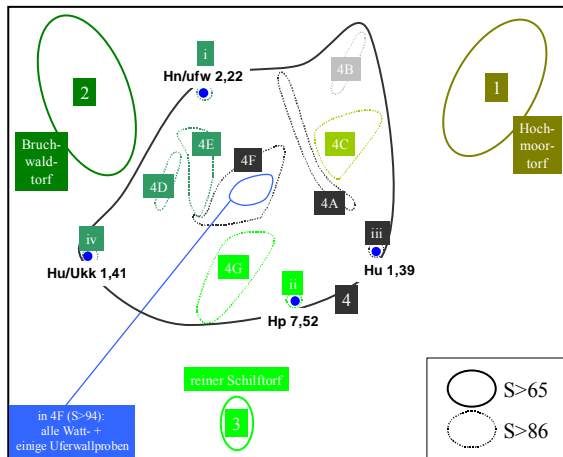 i
Hn/ufw 2,22
4B
2
1
Bruch-
wald-
torf
Hoch-
moor-
torf
4E
4F
4C
4D
4A
iv
Hu/Ukk 1,41
iii
Hu 1,39
4G
ii
Hp 7,52
4
reiner Schilftorf
3
in 4F (S>94):
alle Watt- +
einige Uferwallproben
S>65
S>86